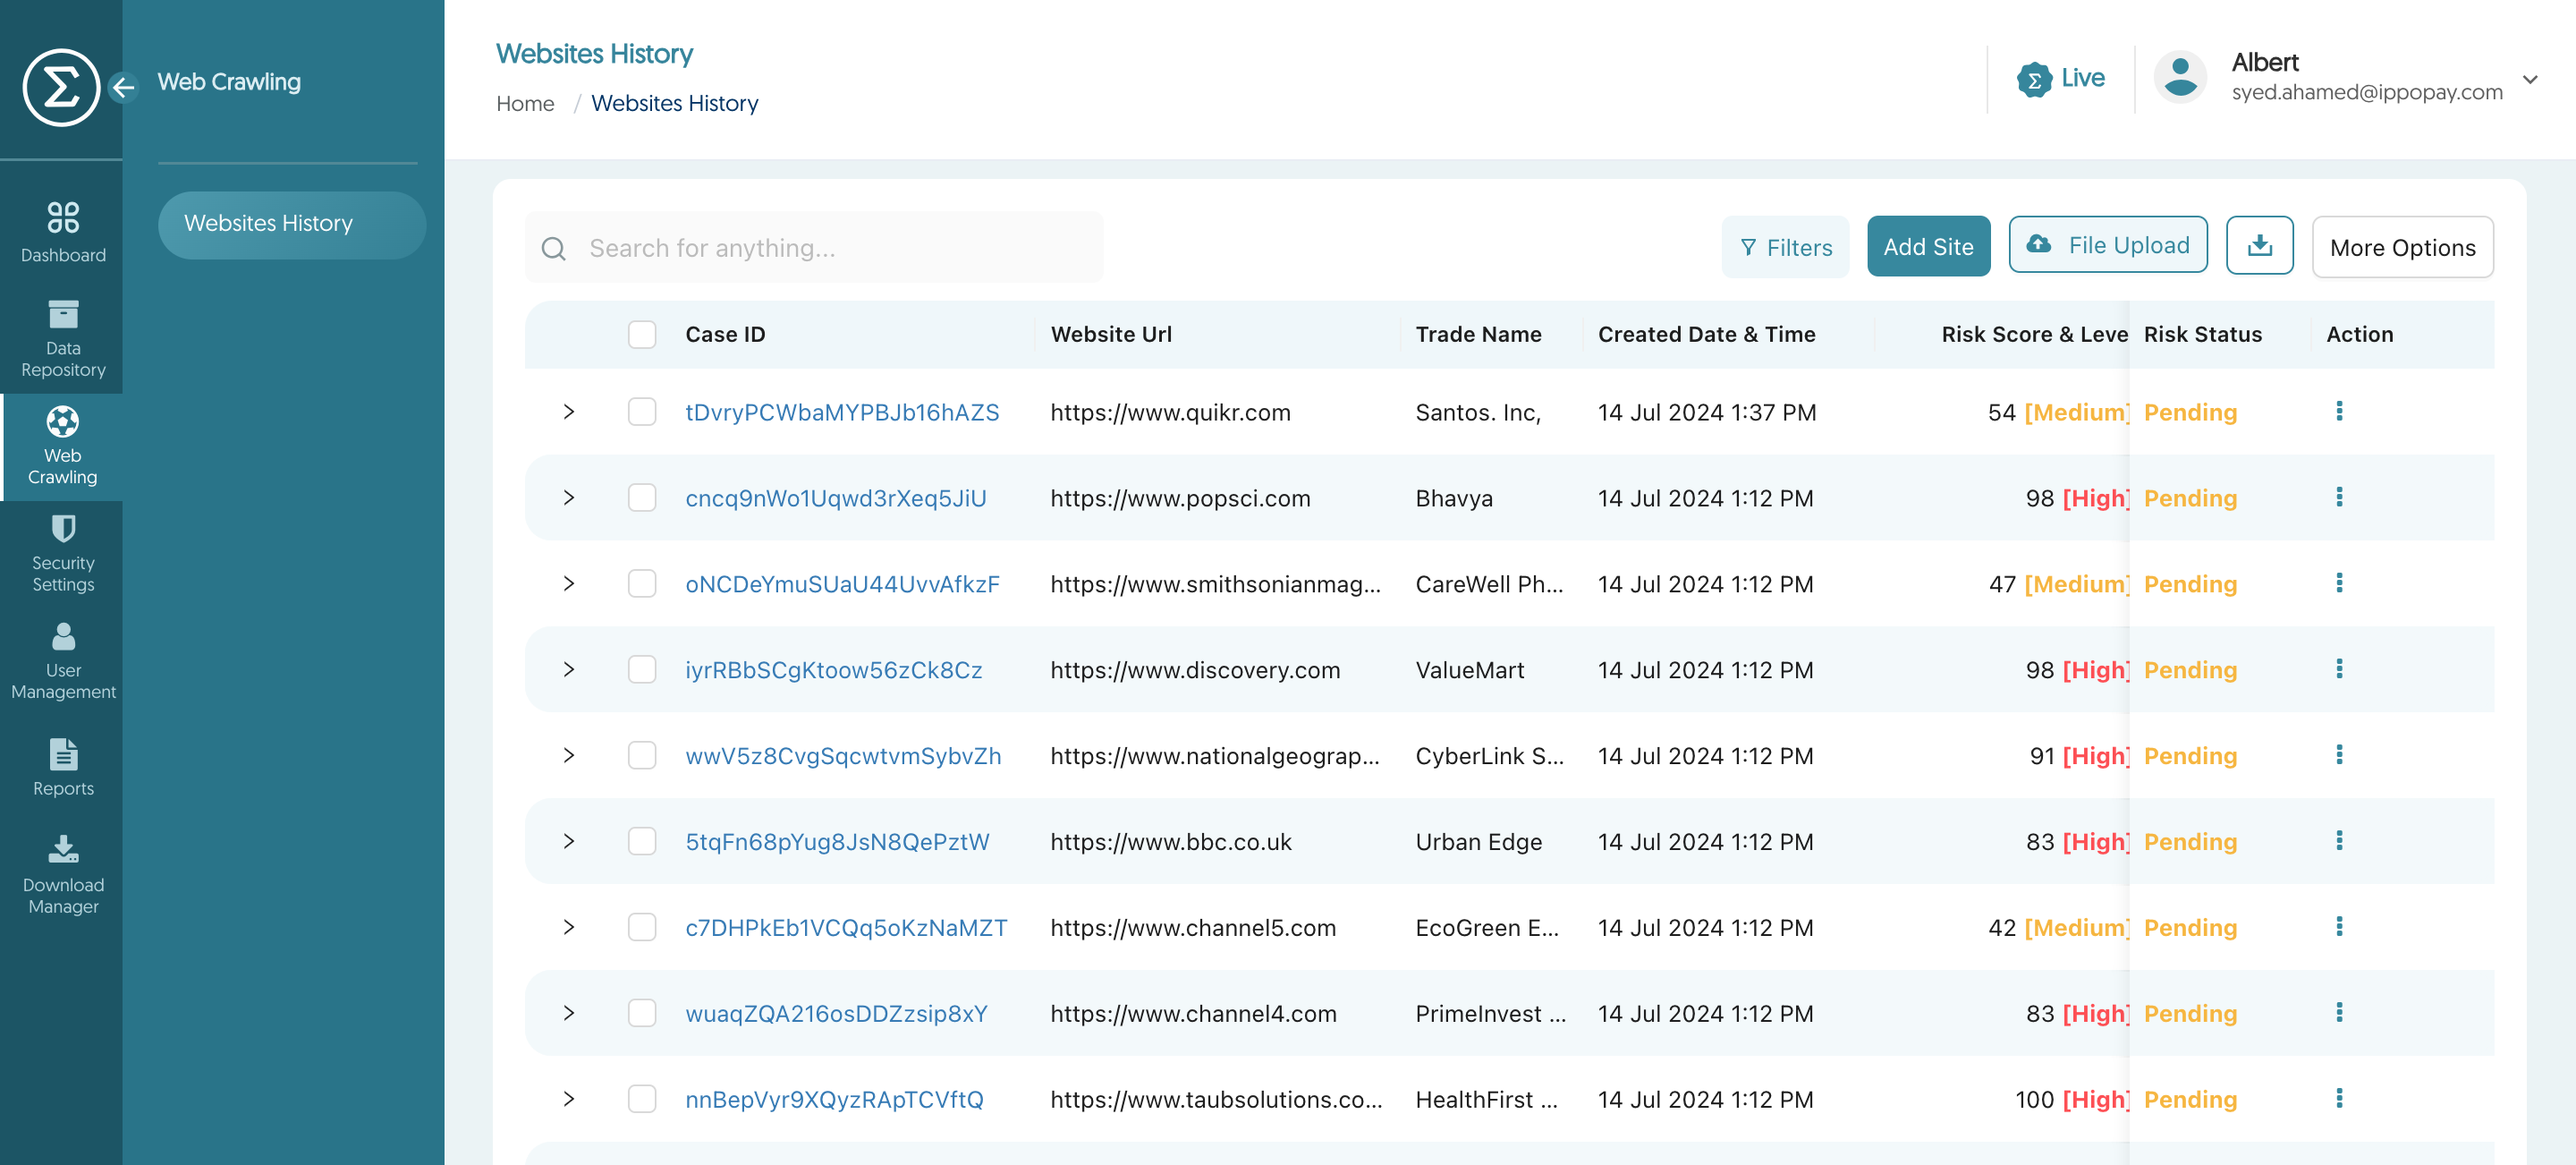 Σ
Web Crawling
Websites History
Dashboard
Data
Repository
Web
Crawling
Security
Settings
User
Management
Reports
Download
Manager
Websites History
Home / Websites History
Σ Live
Albert
syed.ahamed@ippopay.com
Search for anything...
Filters
Add Site
File Upload
More Options
Case ID Website Url Trade Name Created Date & Time Risk Score & Leve Risk Status Action
tDvryPCWbaMYPBJb16hAZS https://www.quikr.com Santos. Inc, 14 Jul 2024 1:37 PM 54 [Medium] Pending
cncq9nWo1Uqwd3rXeq5JiU https://www.popsci.com Bhavya 14 Jul 2024 1:12 PM 98 [High] Pending
oNCDeYmuSUaU44UvvAfkzF https://www.smithsonianmag... CareWell Ph... 14 Jul 2024 1:12 PM 47 [Medium] Pending
iyrRBbSCgKtoow56zCk8Cz https://www.discovery.com ValueMart 14 Jul 2024 1:12 PM 98 [High] Pending
wwV5z8CvgSqcwtvmSybvZh https://www.nationalgeograp... CyberLink S... 14 Jul 2024 1:12 PM 91 [High] Pending
5tqFn68pYug8JsN8QePztW https://www.bbc.co.uk Urban Edge 14 Jul 2024 1:12 PM 83 [High] Pending
c7DHPkEb1VCQq5oKzNaMZT https://www.channel5.com EcoGreen E... 14 Jul 2024 1:12 PM 42 [Medium] Pending
wuaqZQA216osDDZzsip8xY https://www.channel4.com PrimeInvest ... 14 Jul 2024 1:12 PM 83 [High] Pending
nnBepVyr9XQyzRApTCVftQ https://www.taubsolutions.co... HealthFirst ... 14 Jul 2024 1:12 PM 100 [High] Pending